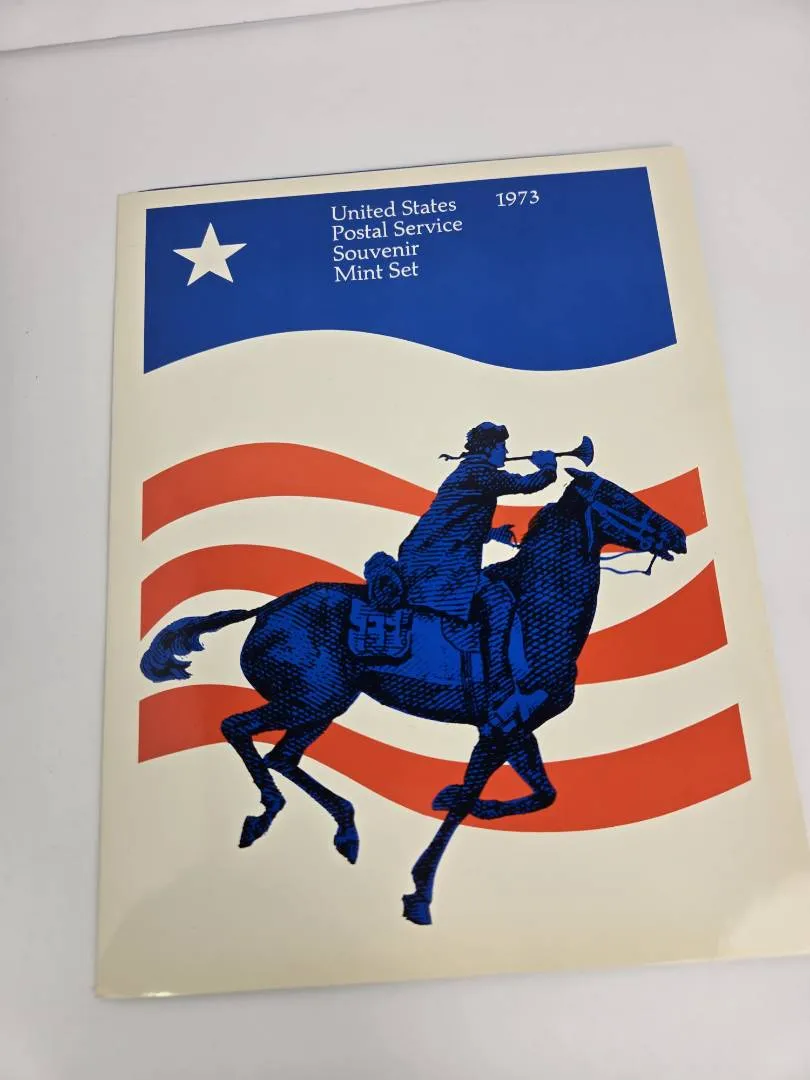 United States
Postal Service
Souvenir
Mint Set
1973